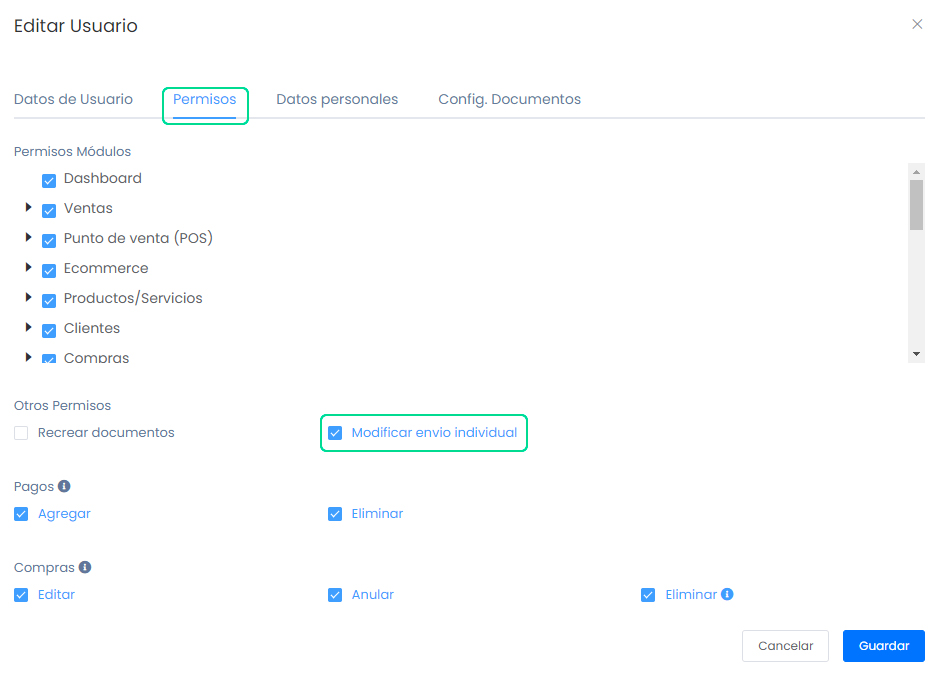 Editar Usuario
Datos de Usuario Permisos Datos personales Config. Documentos
Permisos Módulos
Dashboard
Ventas
Punto de venta (POS)
Ecommerce
Productos/Servicios
Clientes
Compras
Otros Permisos
Recrear documentos Modificar envio individual
Pagos
Agregar Eliminar
Compras
Editar Anular Eliminar
Cancelar Guardar